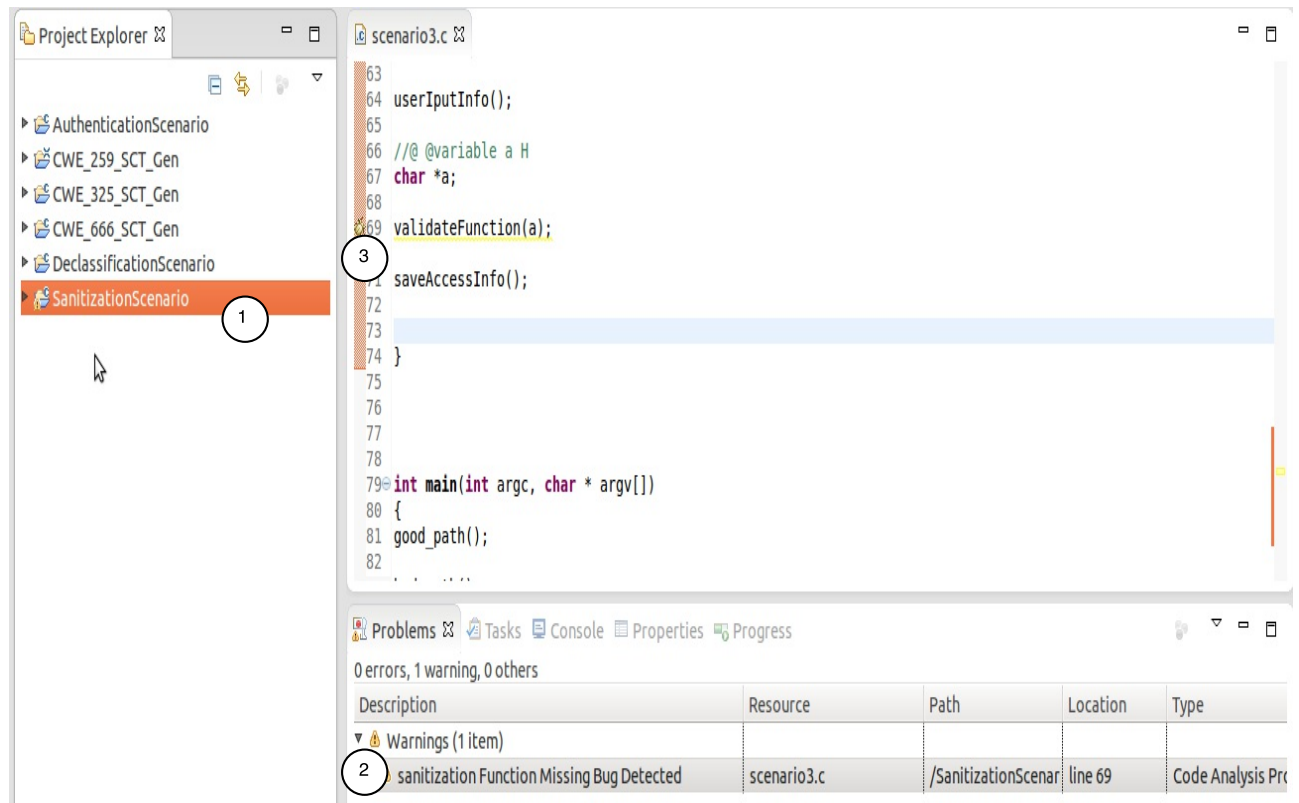 Project Explorer
AuthenticationScenario
CWE_259_SCT_Gen
CWE_325_SCT_Gen
CWE_666_SCT_Gen
DeclassificationScenario
SanitizationScenario
1
scenario3.c
63
64 userIputInfo();
65
66 //@ @variable a H
67 char *a;
68
69 validateFunction(a);
3
71 saveAccessInfo();
72
73
74 }
75
76
77
78
79 int main(int argc, char * argv[])
80 {
81 good_path();
82
Problems Tasks Console Properties Progress
0 errors, 1 warning, 0 others
Description Resource Path Location Type
Warnings (1 item)
2 sanitization Function Missing Bug Detected scenario3.c /SanitizationScenar line 69 Code Analysis Pro